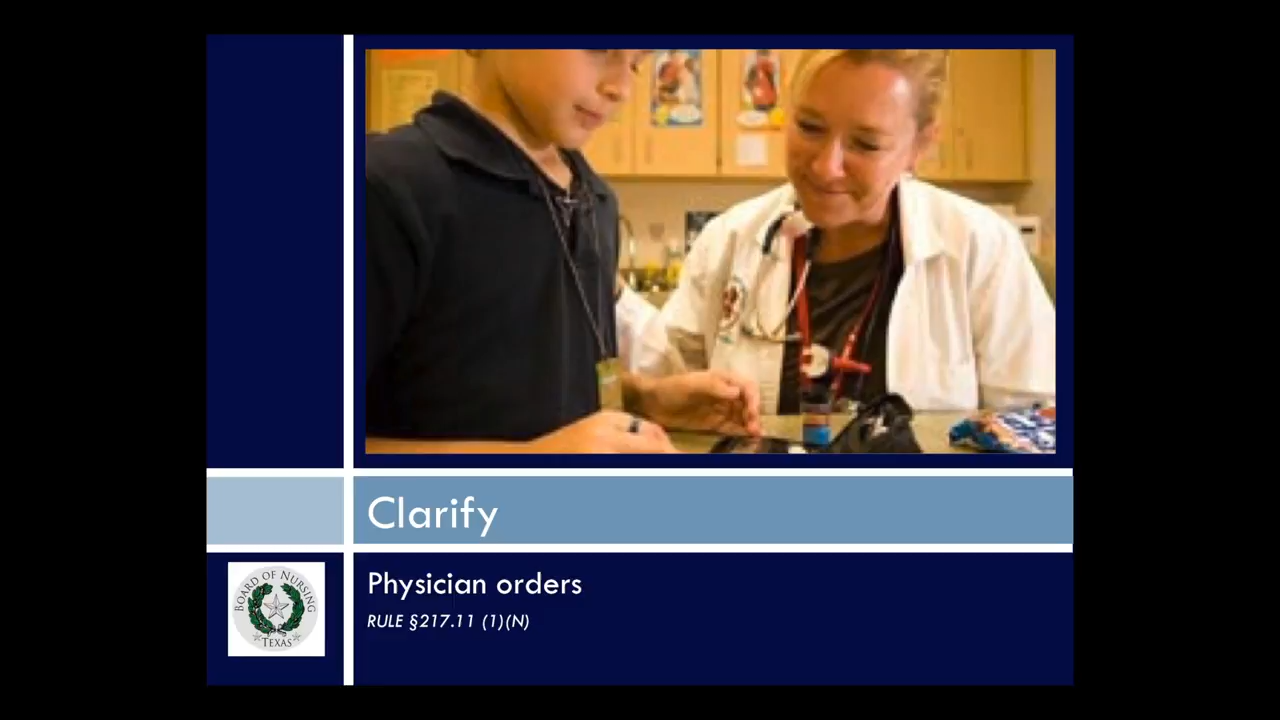 Clarify
Physician orders
RULE §217.11 (1)(N)
BOARD OF NURSING
TEXAS